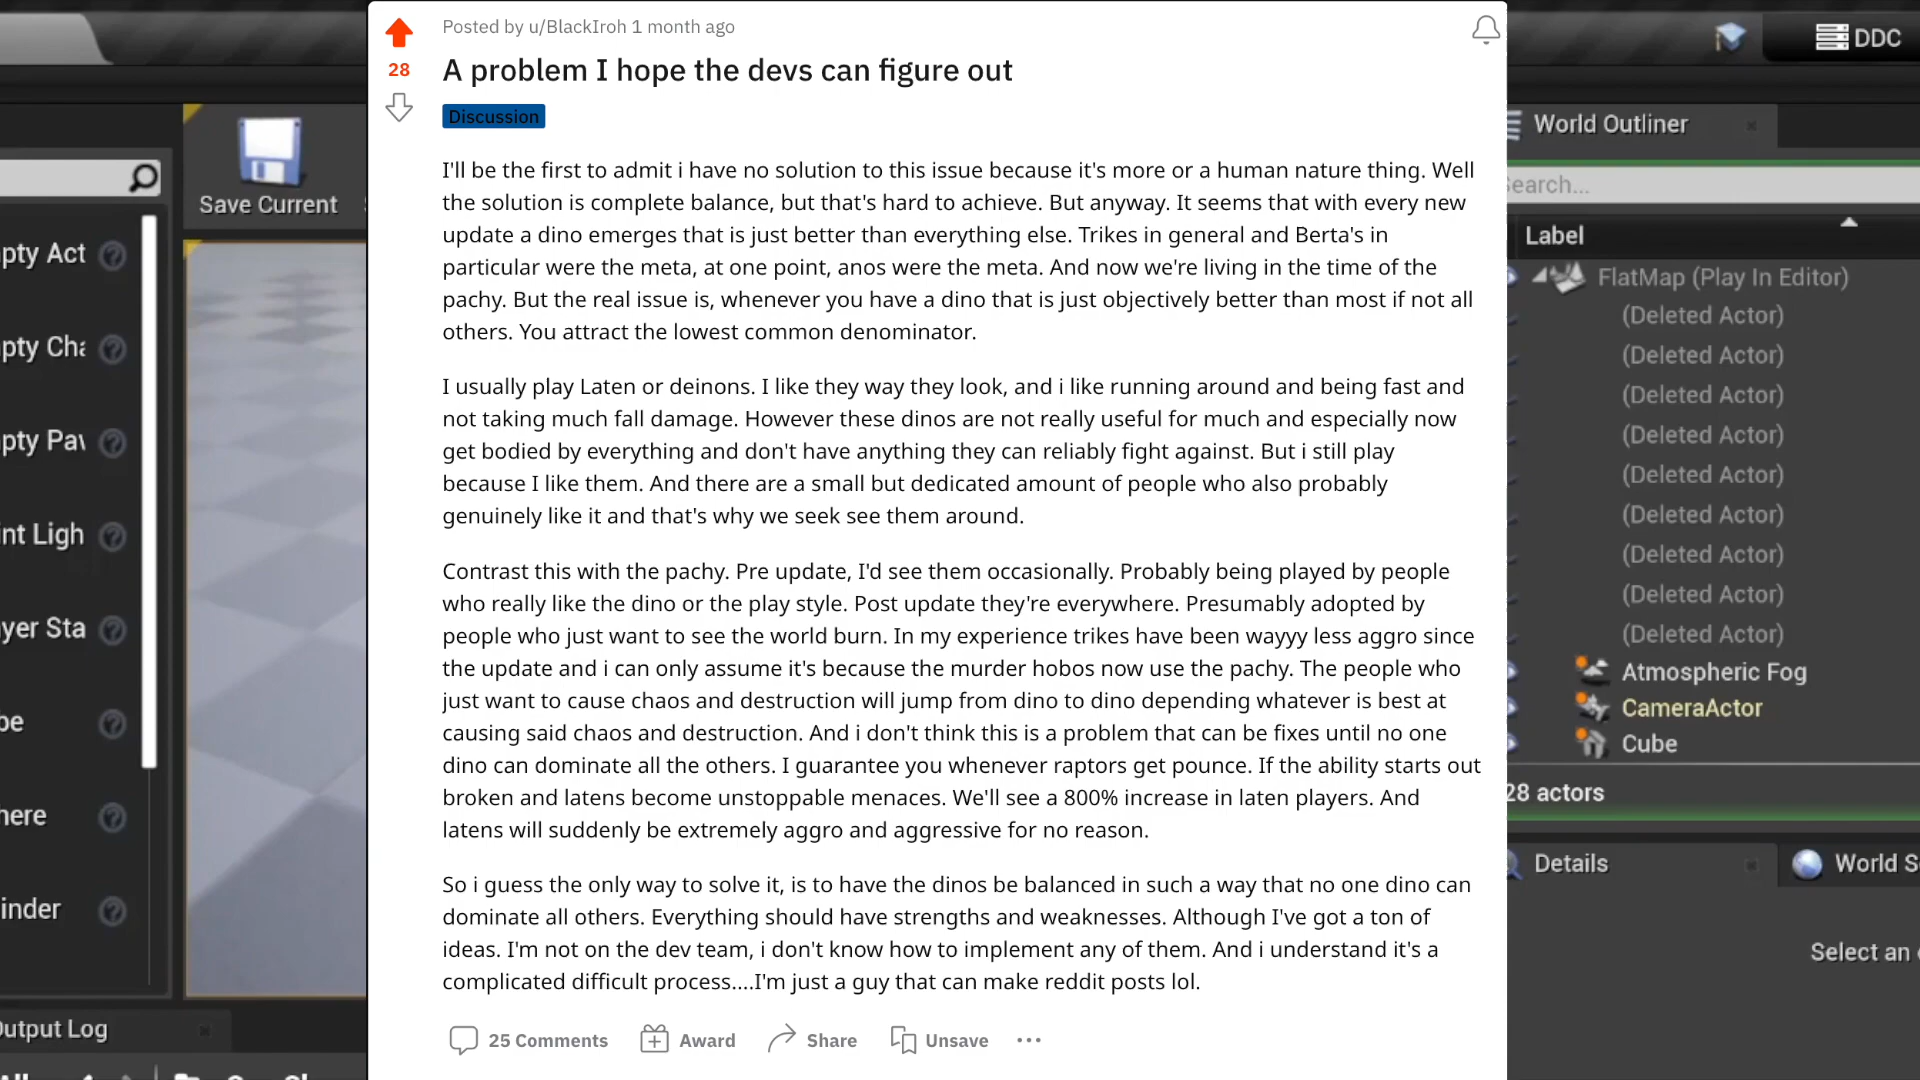 Posted by u/BlackIroh 1 month ago
28
A problem I hope the devs can figure out
Discussion
I'll be the first to admit i have no solution to this issue because it's more or a human nature thing. Well
the solution is complete balance, but that's hard to achieve. But anyway. It seems that with every new
update a dino emerges that is just better than everything else. Trikes in general and Berta's in
particular were the meta, at one point, anos were the meta. And now we're living in the time of the
pachy. But the real issue is, whenever you have a dino that is just objectively better than most if not all
others. You attract the lowest common denominator.
I usually play Laten or deinons. I like they way they look, and i like running around and being fast and
not taking much fall damage. However these dinos are not really useful for much and especially now
get bodied by everything and don't have anything they can reliably fight against. But i still play
because I like them. And there are a small but dedicated amount of people who also probably
genuinely like it and that's why we seek see them around.
Contrast this with the pachy. Pre update, I'd see them occasionally. Probably being played by people
who really like the dino or the play style. Post update they're everywhere. Presumably adopted by
people who just want to see the world burn. In my experience trikes have been wayyy less aggro since
the update and i can only assume it's because the murder hobos now use the pachy. The people who
just want to cause chaos and destruction will jump from dino to dino depending whatever is best at
causing said chaos and destruction. And i don't think this is a problem that can be fixes until no one
dino can dominate all the others. I guarantee you whenever raptors get pounce. If the ability starts out
broken and latens become unstoppable menaces. We'll see a 800% increase in laten players. And
latens will suddenly be extremely aggro and aggressive for no reason.
So i guess the only way to solve it, is to have the dinos be balanced in such a way that no one dino can
dominate all others. Everything should have strengths and weaknesses. Although I've got a ton of
ideas. I'm not on the dev team, i don't know how to implement any of them. And i understand it's a
complicated difficult process....I'm just a guy that can make reddit posts lol.
25 Comments Award Share Unsave
Save Current
pty Act
pty Cha
pty Pav
int Ligh
yer Sta
be
here
inder
Output Log
DDC
World Outliner
Search...
Label
FlatMap (Play In Editor)
(Deleted Actor)
(Deleted Actor)
(Deleted Actor)
(Deleted Actor)
(Deleted Actor)
(Deleted Actor)
(Deleted Actor)
(Deleted Actor)
(Deleted Actor)
Atmospheric Fog
CameraActor
Cube
28 actors
Details
World S
Select an